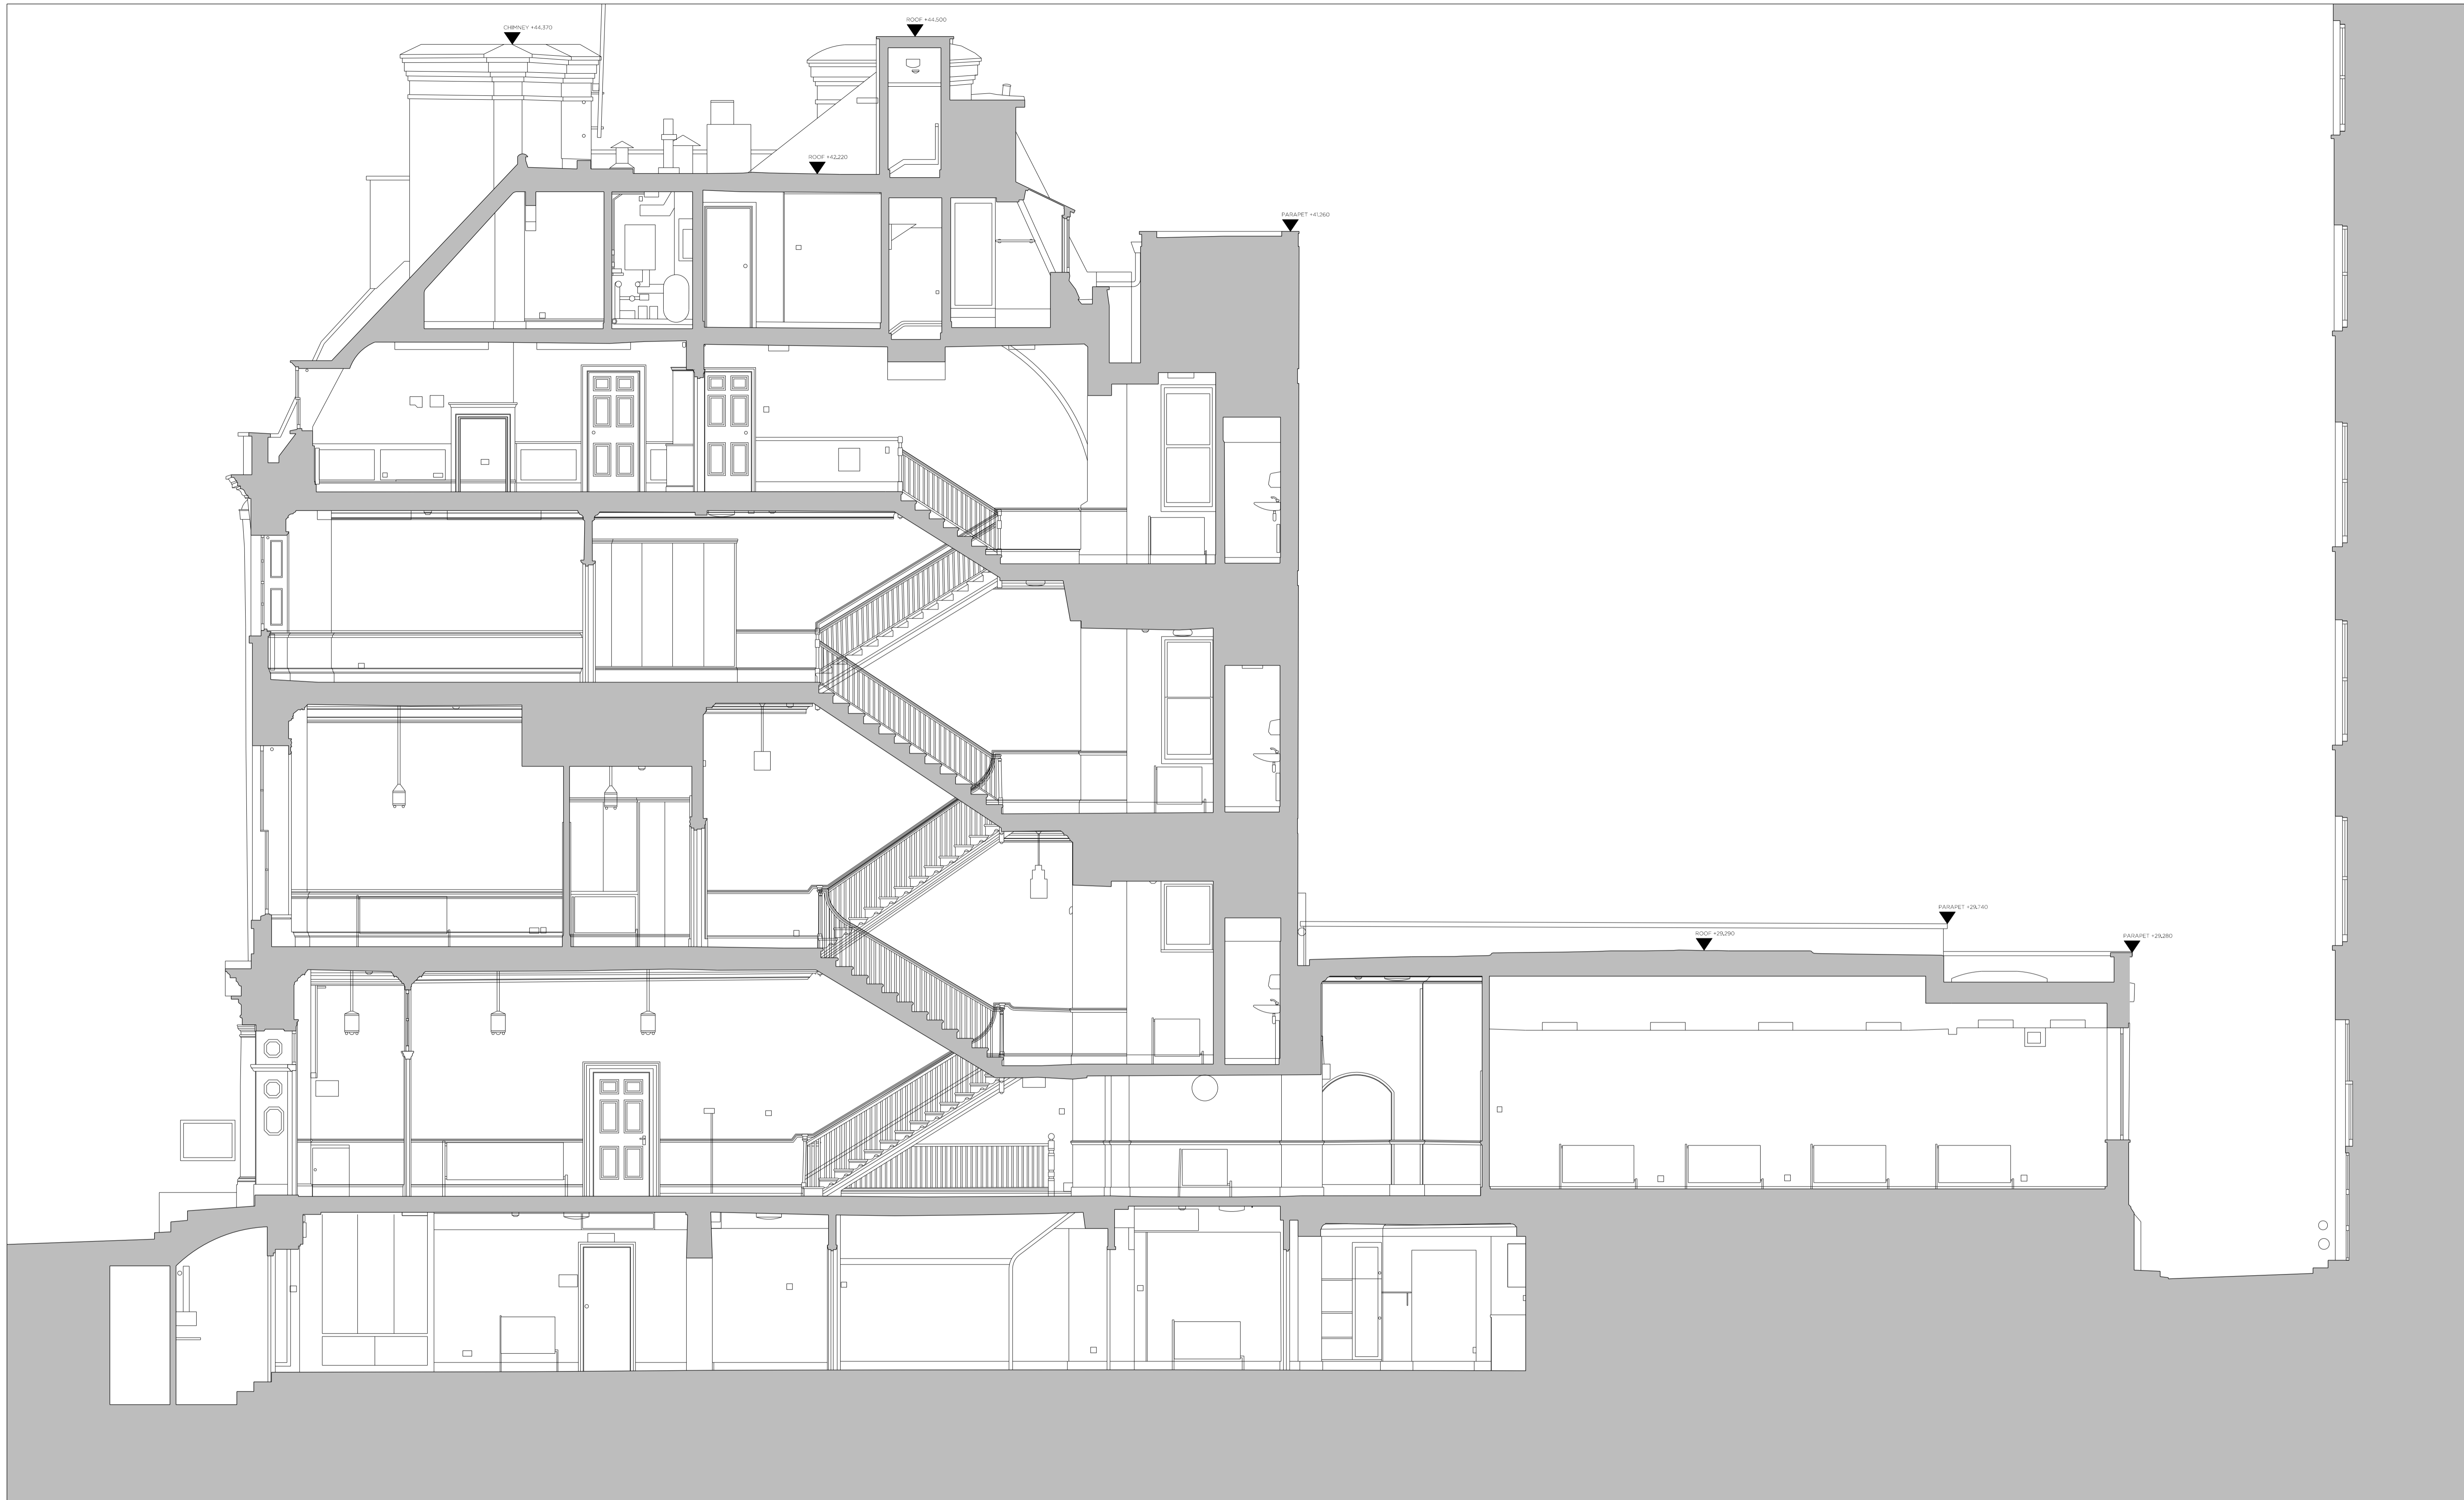 CHIMNEY +44,370
ROOF +44,500
ROOF +42,220
PARAPET +41,260
PARAPET +29,740
ROOF +29,290
PARAPET +29,280